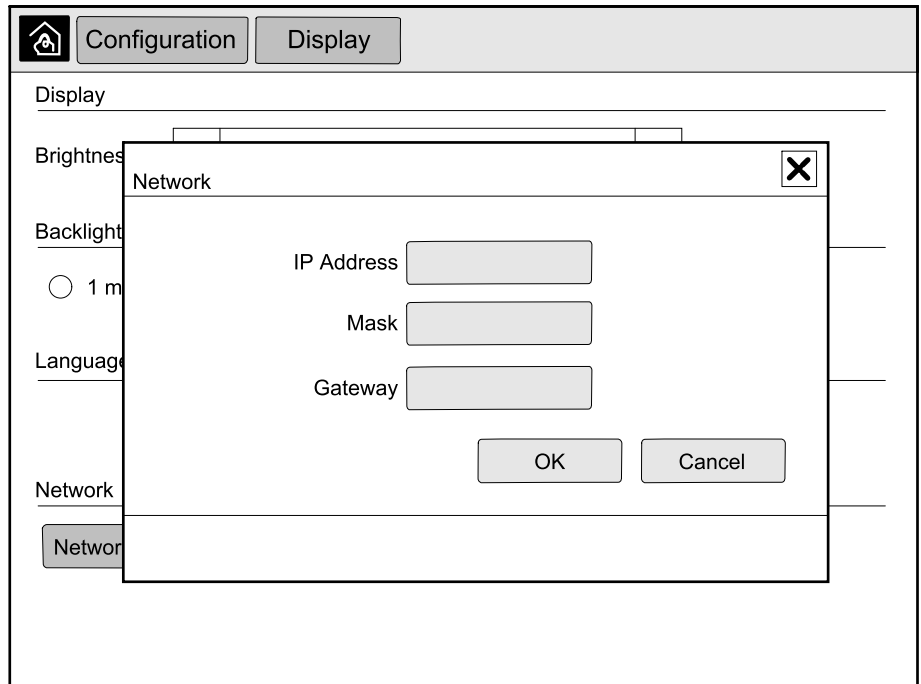 Configuration
Display
Display
Brightnes
Network
Backlight
IP Address
1 m
Mask
Language
Gateway
OK
Cancel
Network
Networ